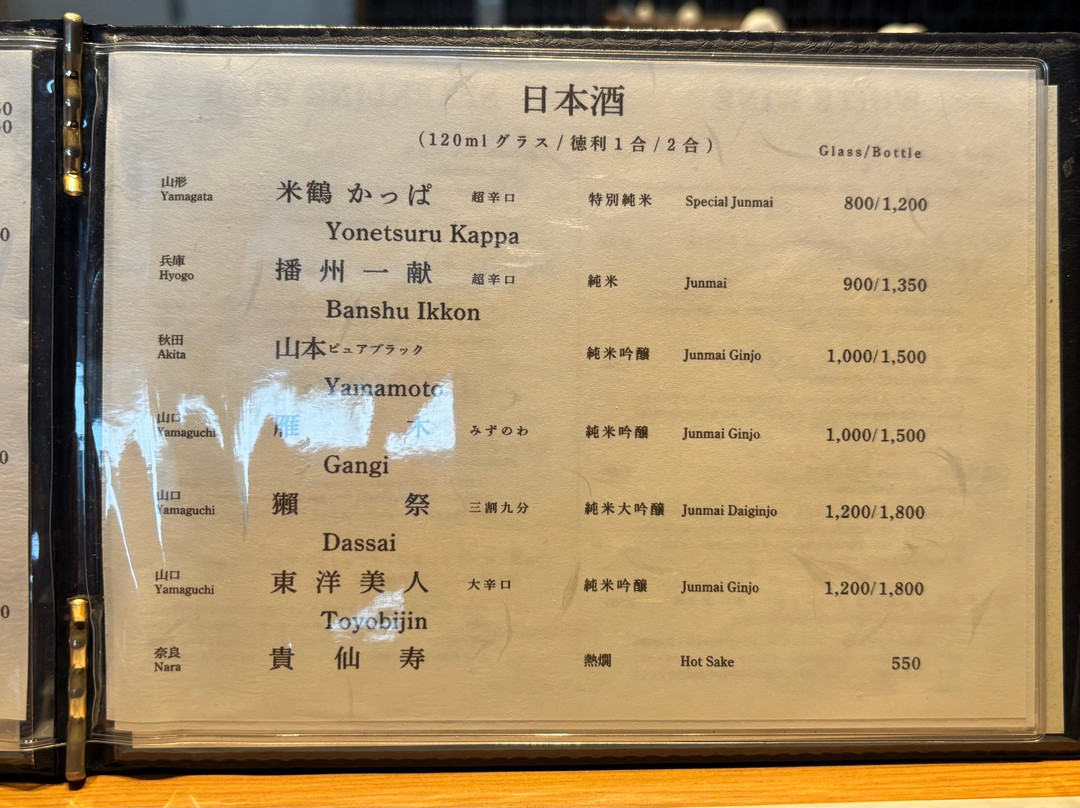 日本酒
(120mlグラス/徳利1合/2合)
Glass/Bottle
山形 米鶴 かっぱ 超辛口 特別純米 Special Junmai 800/1,200
Yamagata
Yonetsuru Kappa
兵庫 播州一献 超辛口 純米 Junmai 900/1,350
Hyogo
Banshu Ikkon
秋田 山本ピュアブラック 純米吟醸 Junmai Ginjo 1,000/1,500
Akita
Yamamoto
山口 雁木 みずのわ 純米吟醸 Junmai Ginjo 1,000/1,500
Yamaguchi
Gangi
山口 獺祭 三割九分 純米大吟醸 Junmai Daiginjo 1,200/1,800
Yamaguchi
Dassai
山口 東洋美人 大辛口 純米吟醸 Junmai Ginjo 1,200/1,800
Yamaguchi
Toyobijin
奈良 貴仙寿 熱燗 Hot Sake 550
Nara